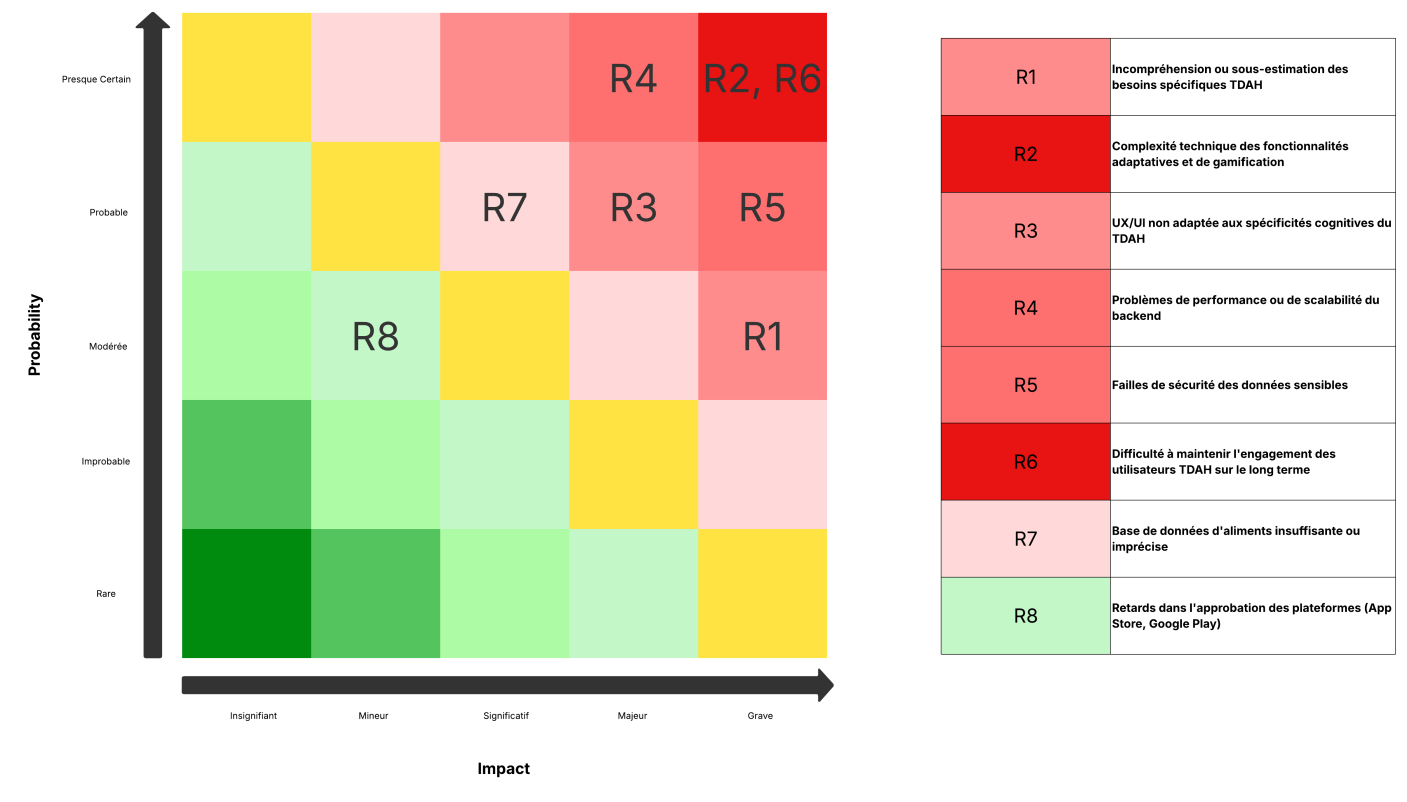 Presque Certain
R4
R2, R6
Probable
R7
R3
R5
Probability
Modérée
R8
R1
Improbable
Rare
Insignifiant
Mineur
Significatif
Majeur
Grave
Impact
R1
Incompréhension ou sous-estimation des
besoins spécifiques TDAH
R2
Complexité technique des fonctionnalités
adaptatives et de gamification
R3
UX/UI non adaptée aux spécificités cognitives du
TDAH
R4
Problèmes de performance ou de scalabilité du
backend
R5
Failles de sécurité des données sensibles
R6
Difficulté à maintenir l'engagement des
utilisateurs TDAH sur le long terme
R7
Base de données d'aliments insuffisante ou
imprécise
R8
Retards dans l'approbation des plateformes (App
Store, Google Play)